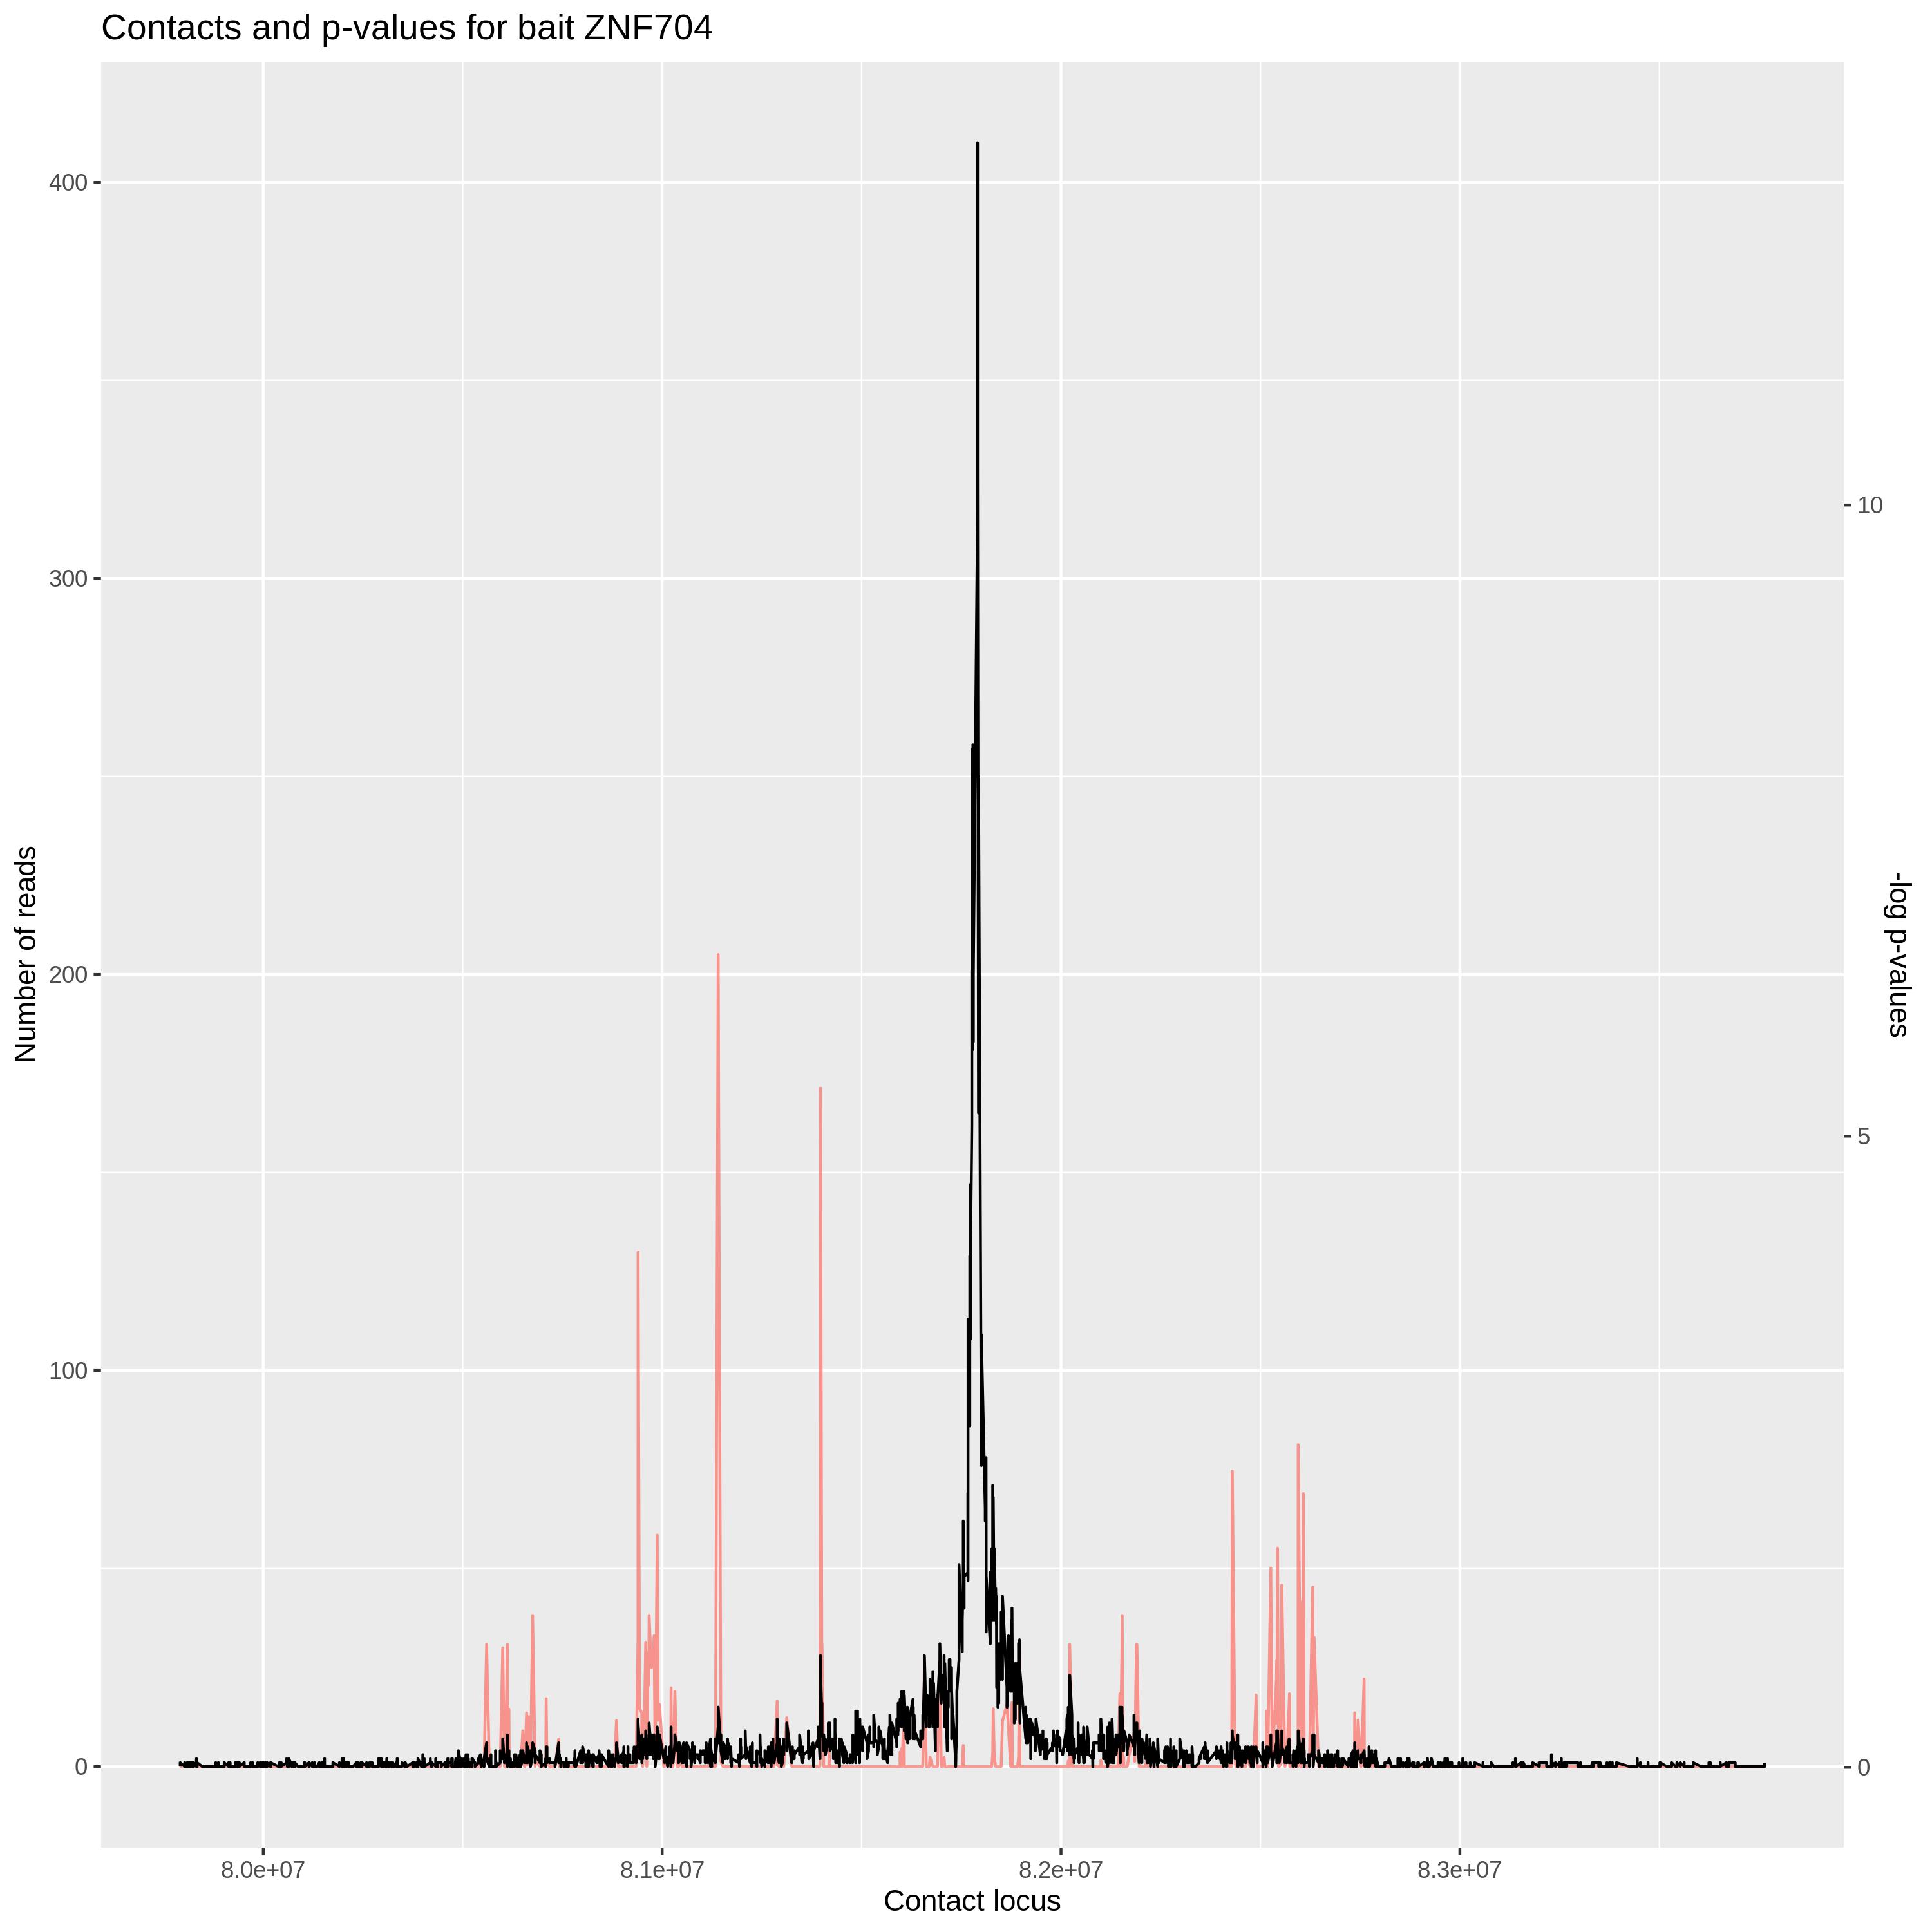 Contacts and p-values for bait ZNF704
400
300
200
100
0
Number of reads
10
5
0
-log p-values
8.0e+07
8.1e+07
8.2e+07
8.3e+07
Contact locus